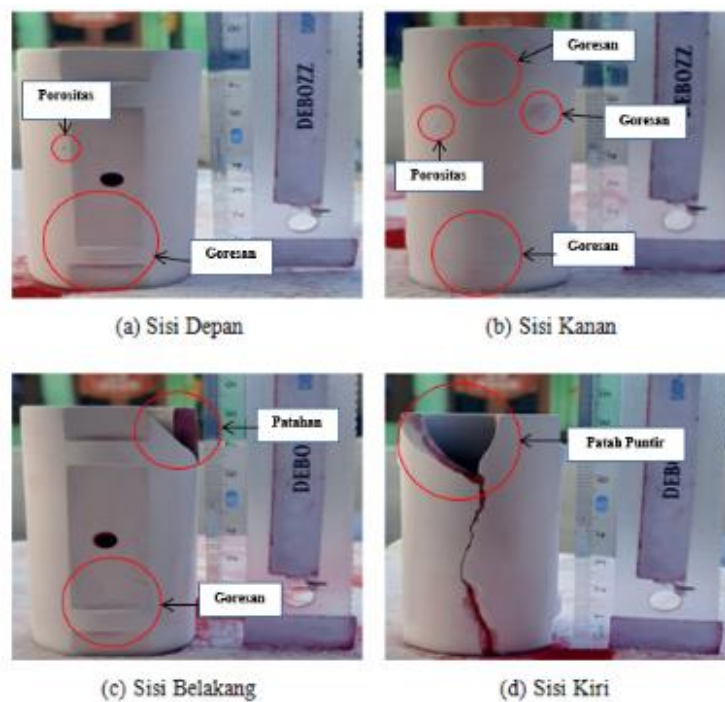 Porositas
Goresan
DEBOZZ
(a) Sisi Depan
Goresan
Goresan
Porositas
Goresan
DEBOZZ
(b) Sisi Kanan
Patahan
Goresan
DEBOZZ
(c) Sisi Belakang
Patah Puntir
(d) Sisi Kiri